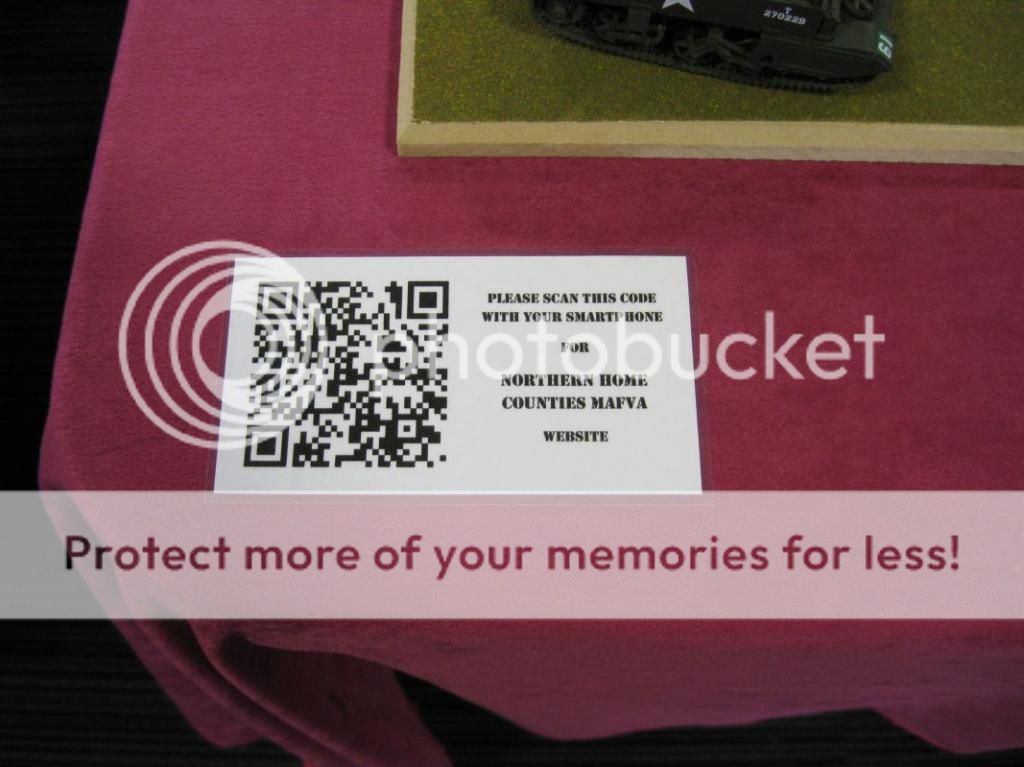 T
270229
61
PLEASE SCAN THIS CODE
WITH YOUR SMARTPHONE
FOR
NORTHERN HOME
COUNTIES MAFVA
WEBSITE
photobucket
Protect more of your memories for less!